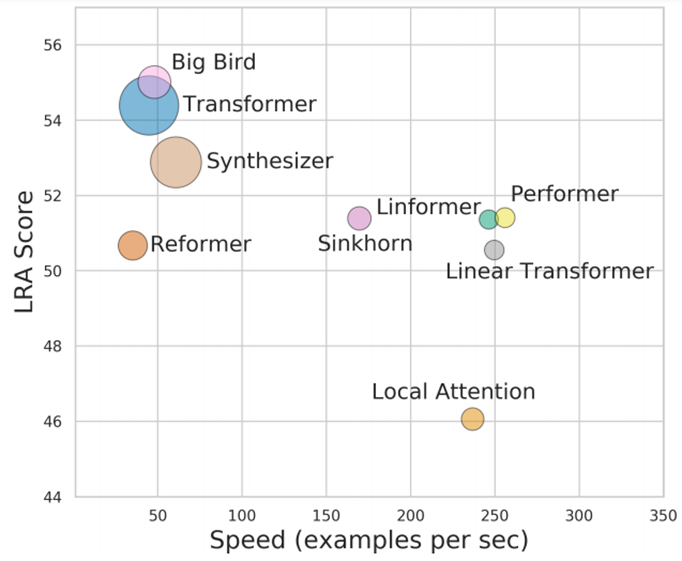 56
Big Bird
Transformer
54
Synthesizer
52
Performer
Linformer
Reformer
Sinkhorn
50
Linear Transformer
48
Local Attention
46
44
50 100 150 200 250 300 350
Speed (examples per sec)
LRA Score